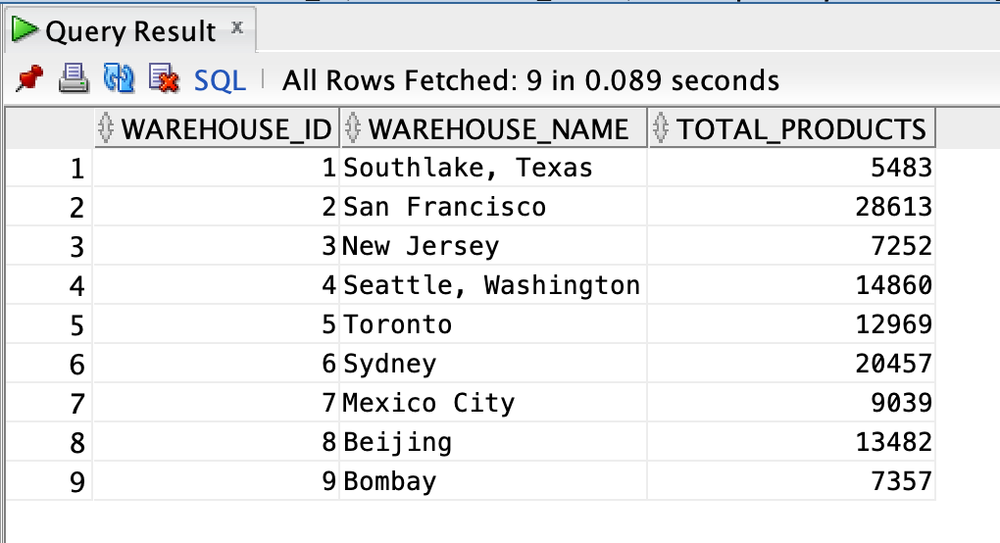 Query Result x
SQL | All Rows Fetched: 9 in 0.089 seconds
WAREHOUSE_ID WAREHOUSE_NAME TOTAL_PRODUCTS
1 1 Southlake, Texas 5483
2 2 San Francisco 28613
3 3 New Jersey 7252
4 4 Seattle, Washington 14860
5 5 Toronto 12969
6 6 Sydney 20457
7 7 Mexico City 9039
8 8 Beijing 13482
9 9 Bombay 7357